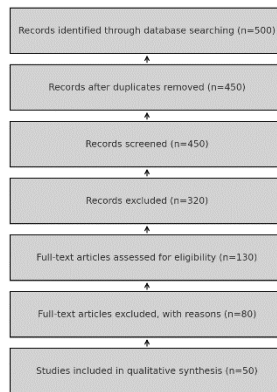 Records identified through database searching (n=500)
Records after duplicates removed (n=450)
Records screened (n=450)
Records excluded (n=320)
Full-text articles assessed for eligibility (n=130)
Full-text articles excluded, with reasons (n=80)
Studies included in qualitative synthesis (n=50)